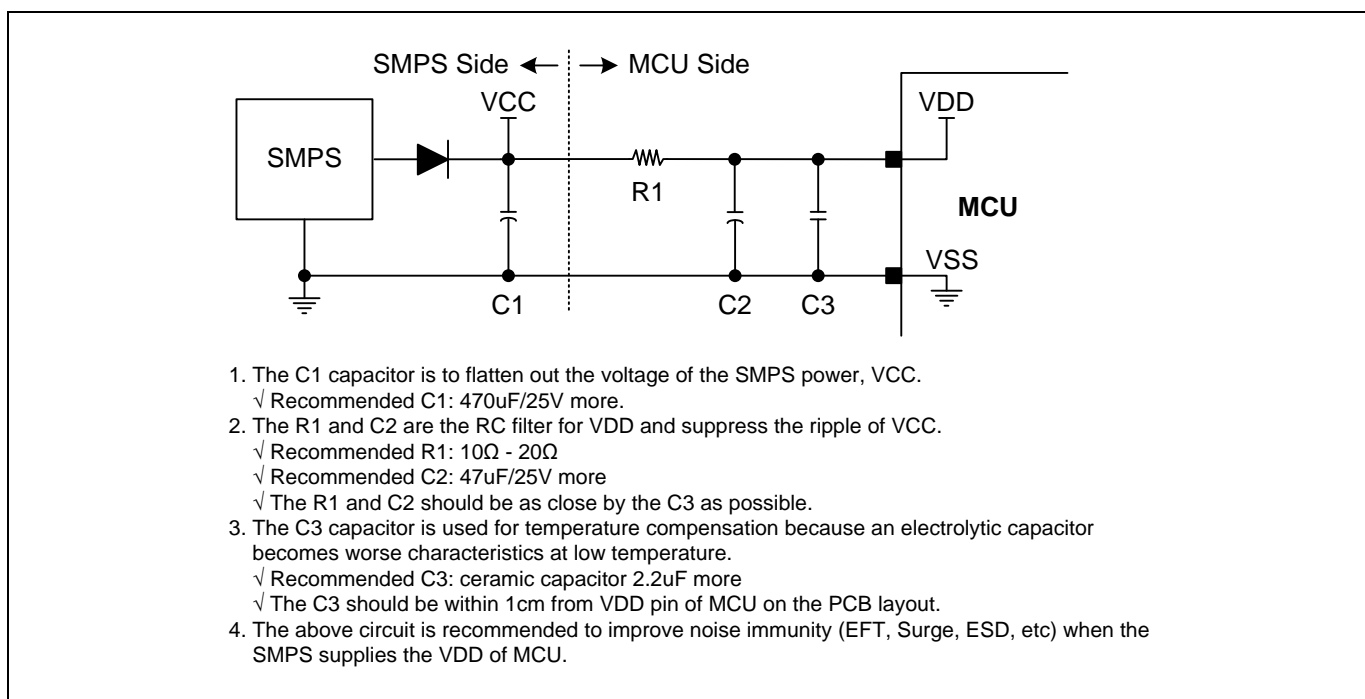 SMPS Side
MCU Side
VCC
VDD
SMPS
R1
MCU
VSS
C1
C2
C3
1. The C1 capacitor is to flatten out the voltage of the SMPS power, VCC.
√ Recommended C1: 470uF/25V more.
2. The R1 and C2 are the RC filter for VDD and suppress the ripple of VCC.
√ Recommended R1: 10Ω - 20Ω
√ Recommended C2: 47uF/25V more
√ The R1 and C2 should be as close by the C3 as possible.
3. The C3 capacitor is used for temperature compensation because an electrolytic capacitor
becomes worse characteristics at low temperature.
√ Recommended C3: ceramic capacitor 2.2uF more
√ The C3 should be within 1cm from VDD pin of MCU on the PCB layout.
4. The above circuit is recommended to improve noise immunity (EFT, Surge, ESD, etc) when the
SMPS supplies the VDD of MCU.